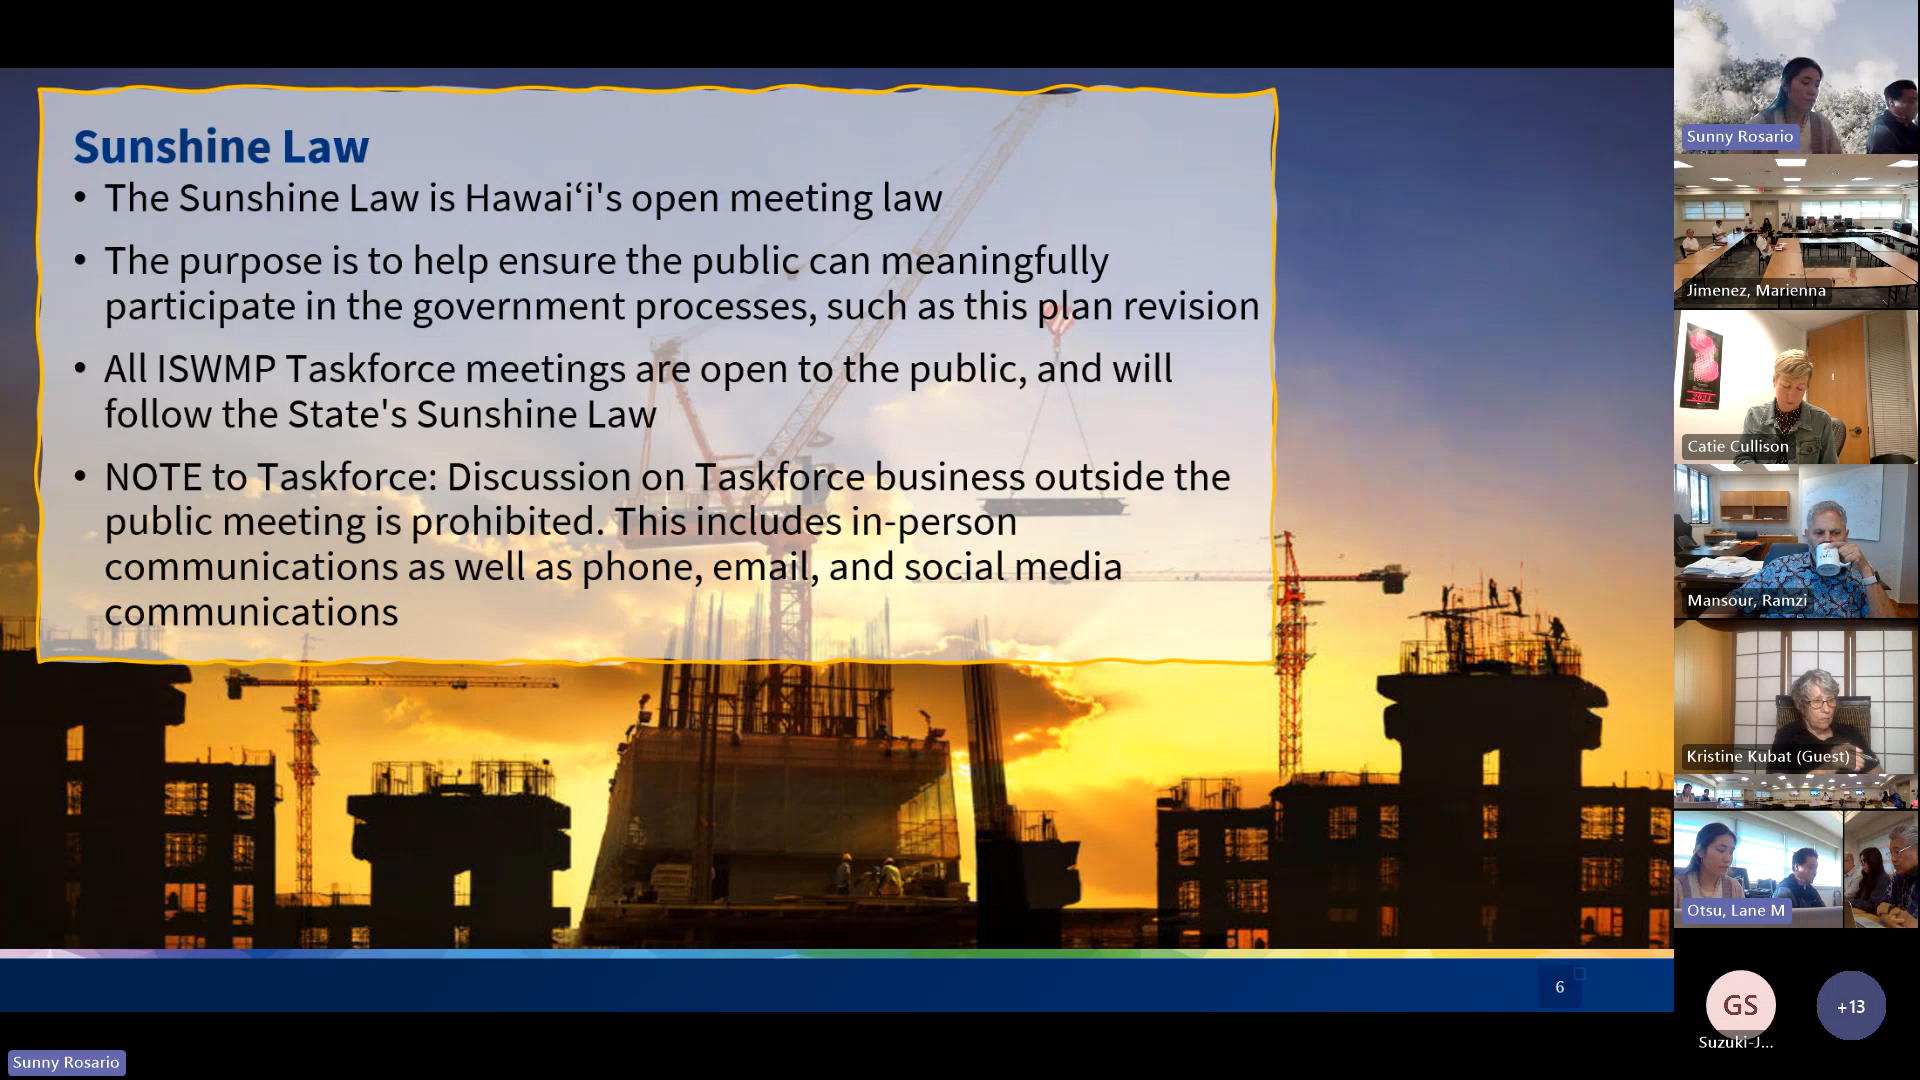 Sunshine Law
• The Sunshine Law is Hawaiʻi's open meeting law
• The purpose is to help ensure the public can meaningfully
participate in the government processes, such as this plan revision
• All ISWMP Taskforce meetings are open to the public, and will
follow the State's Sunshine Law
• NOTE to Taskforce: Discussion on Taskforce business outside the
public meeting is prohibited. This includes in-person
communications as well as phone, email, and social media
communications
6
Sunny Rosario
Sunny Rosario
Jimenez, Marienna
Catie Cullison
Mansour, Ramzi
Kristine Kubat (Guest)
Otsu, Lane M
GS
+13
Suzuki-J...